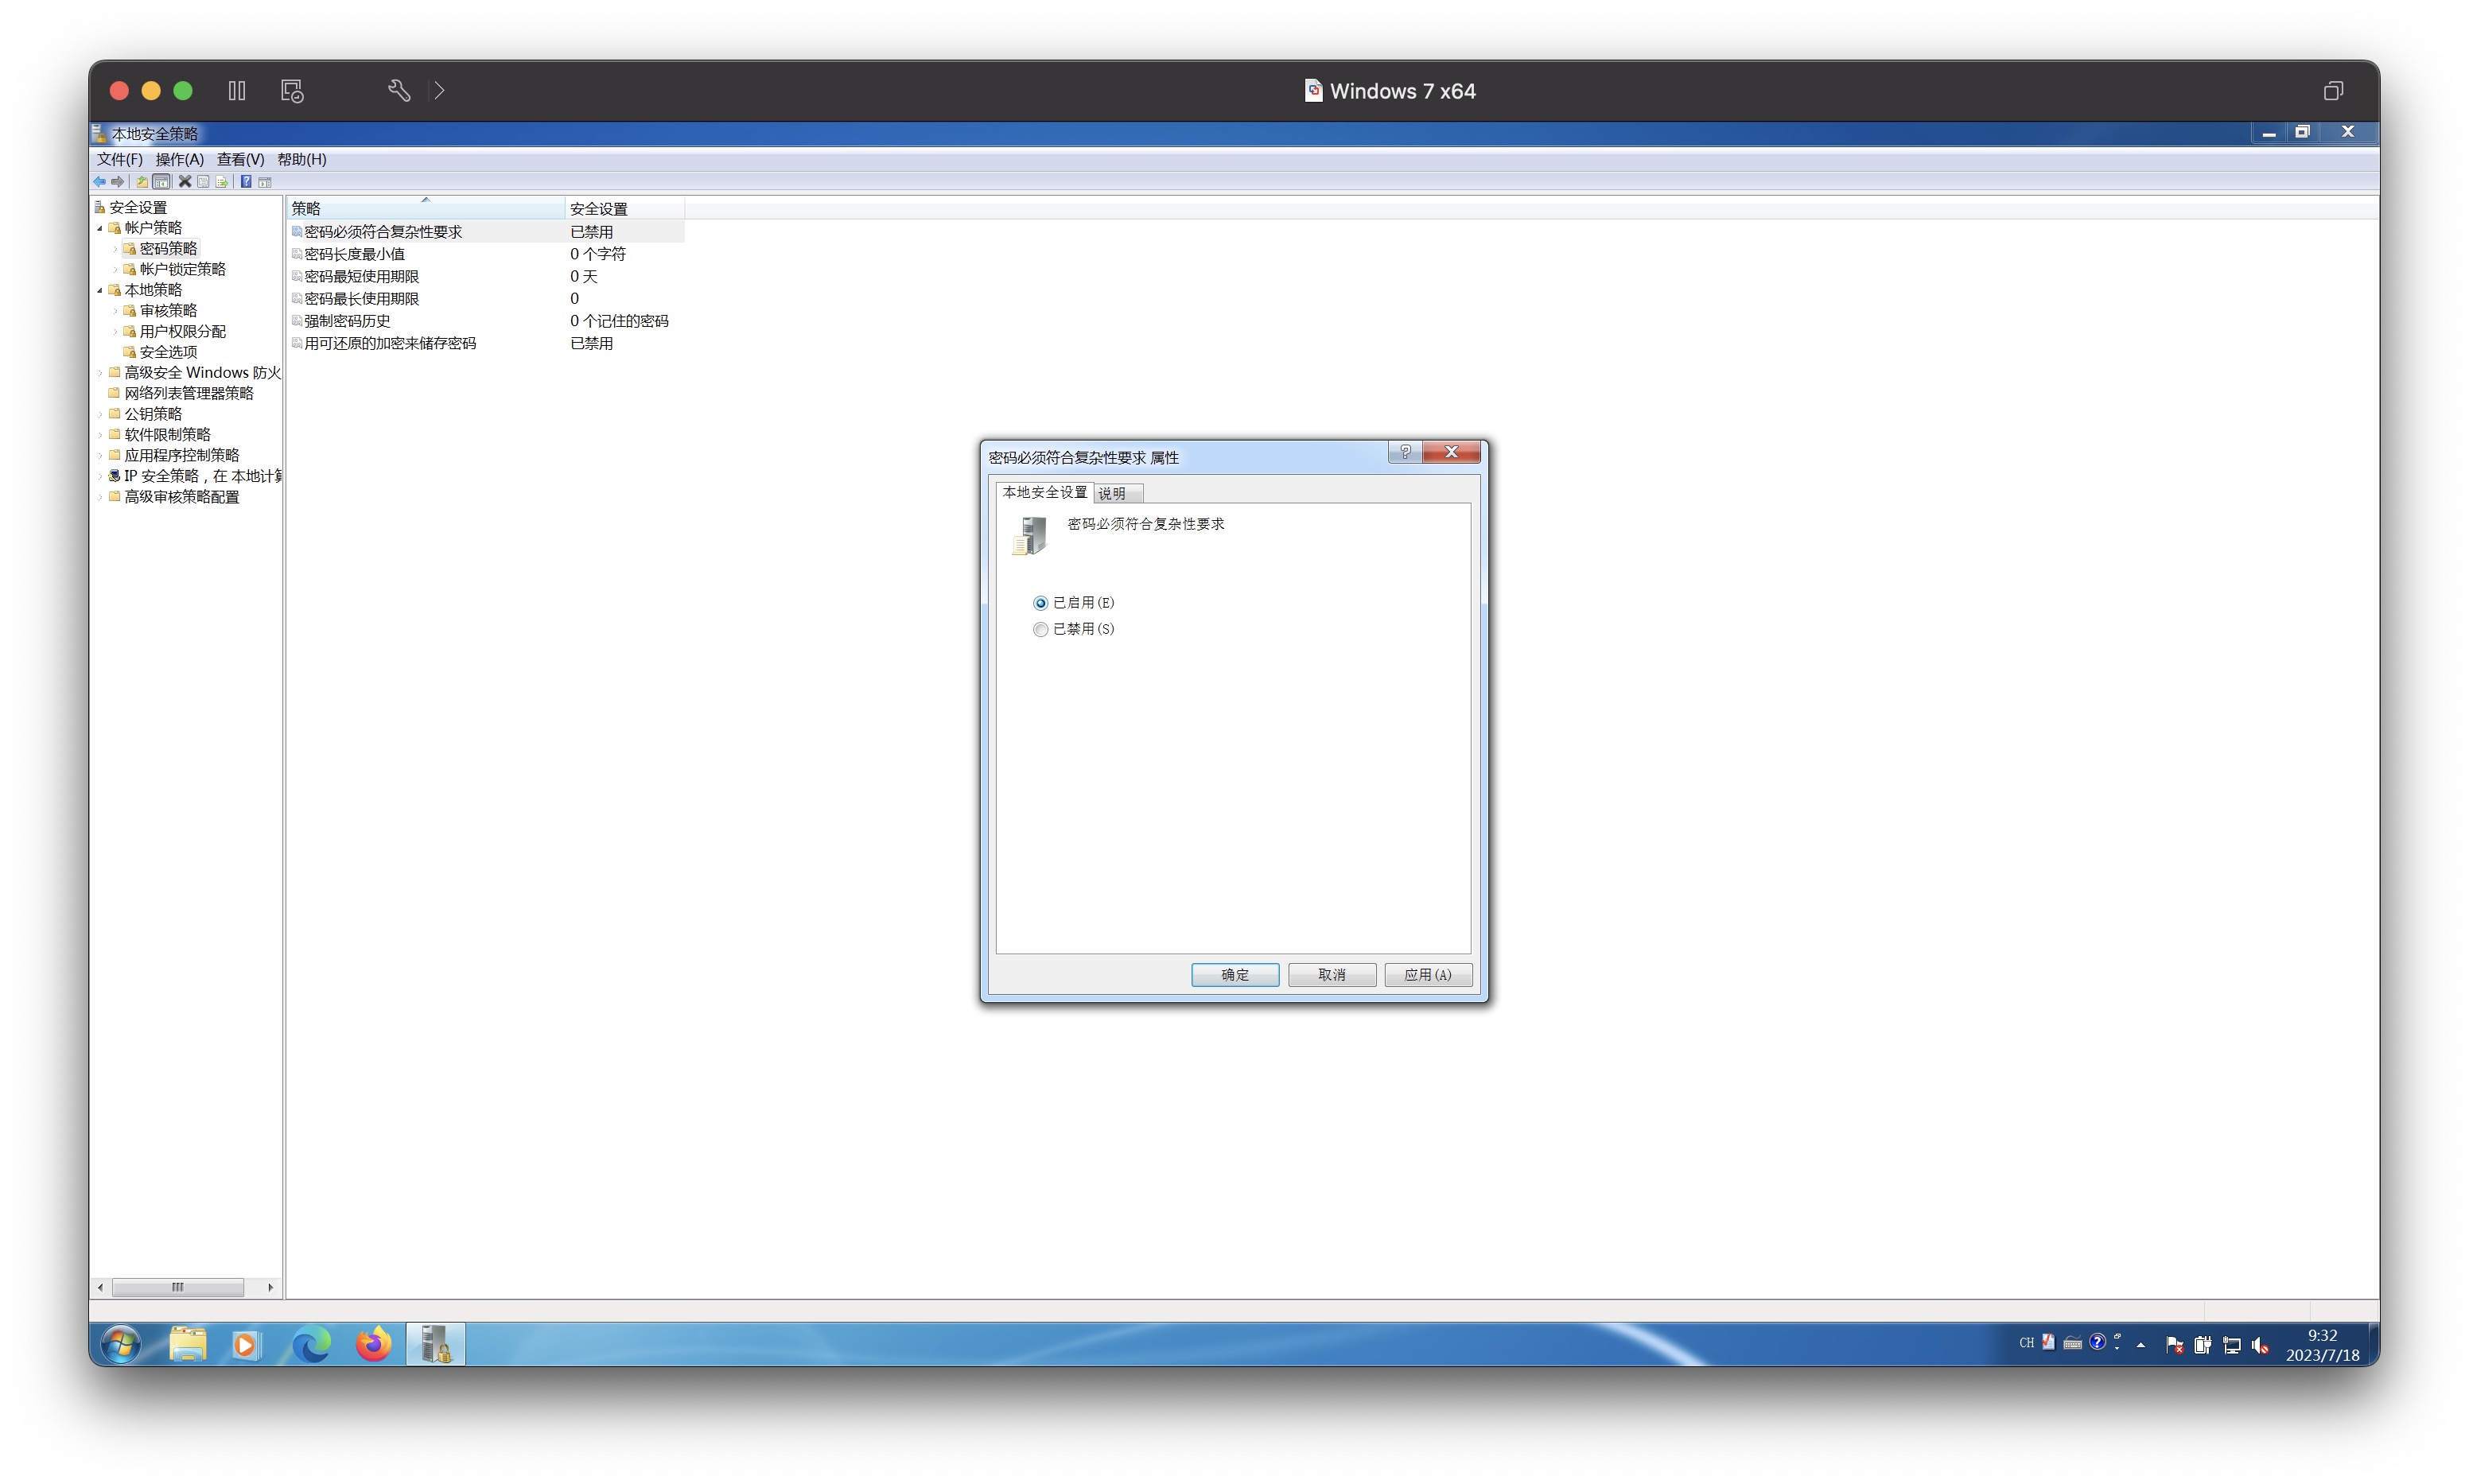 Windows 7 x64
本地安全策略
文件(F) 操作(A) 查看(V) 帮助(H)
安全设置
帐户策略
密码策略
帐户锁定策略
本地策略
审核策略
用户权限分配
安全选项
高级安全 Windows 防火
网络列表管理器策略
公钥策略
软件限制策略
应用程序控制策略
IP 安全策略，在 本地计算
高级审核策略配置
策略 安全设置
密码必须符合复杂性要求 已禁用
密码长度最小值 0 个字符
密码最短使用期限 0 天
密码最长使用期限 0
强制密码历史 0 个记住的密码
用可还原的加密来储存密码 已禁用
密码必须符合复杂性要求 属性
本地安全设置 说明
密码必须符合复杂性要求
已启用(E)
已禁用(S)
确定 取消 应用(A)
CH
9:32
2023/7/18